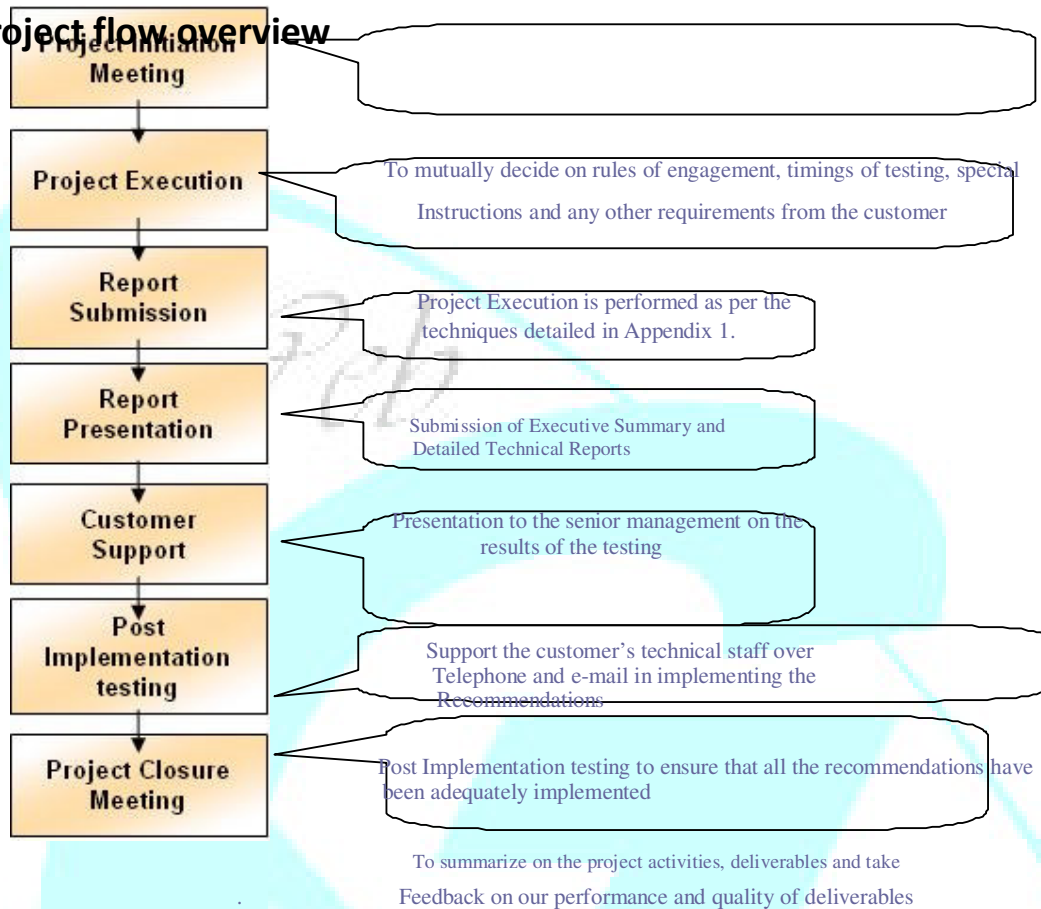 roject flow overview
Project Initiation
Meeting
Project Execution
To mutually decide on rules of engagement, timings of testing, special
Instructions and any other requirements from the customer
Report
Submission
Project Execution is performed as per the
techniques detailed in Appendix 1.
Report
Presentation
Submission of Executive Summary and
Detailed Technical Reports
Customer
Support
Presentation to the senior management on the
results of the testing
Post
Implementation
testing
Support the customer's technical staff over
Telephone and e-mail in implementing the
Recommendations
Project Closure
Meeting
Post Implementation testing to ensure that all the recommendations have
been adequately implemented
To summarize on the project activities, deliverables and take
. Feedback on our performance and quality of deliverables